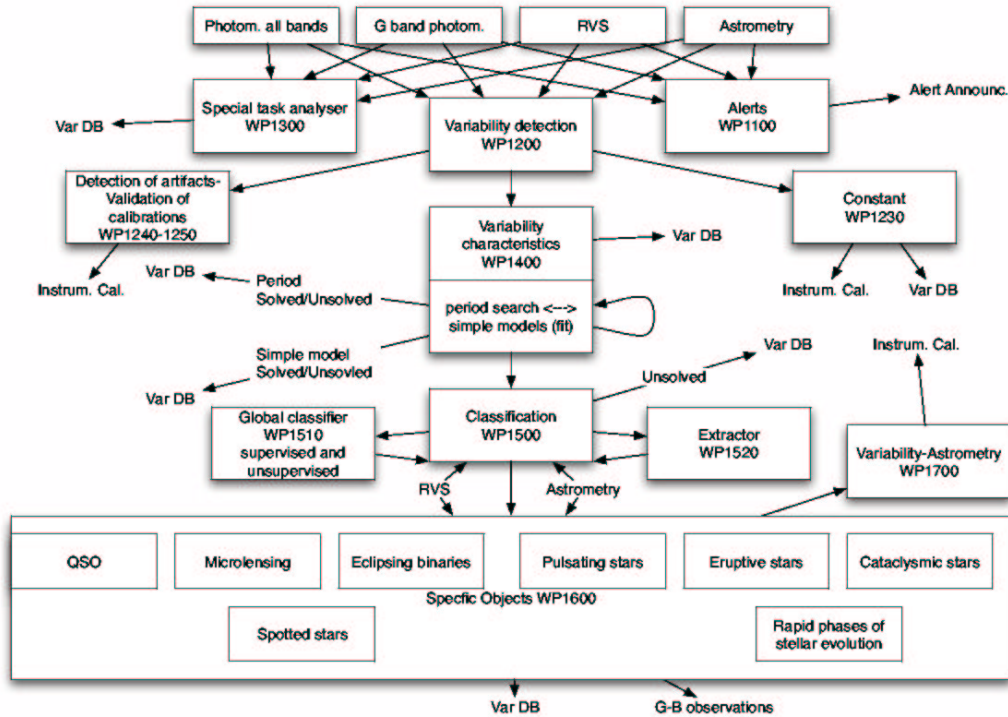 Photom. all bands
G band photom.
RVS
Astrometry
Special task analyser
WP1300
Alerts
WP1100
Alert Announc.
Var DB
Variability detection
WP1200
Detection of artifacts-
Validation of
calibrations
WP1240-1250
Constant
WP1230
Variability
characteristics
WP1400
Var DB
Var DB
Period
Solved/Unsolved
Instrum. Cal.
Instrum. Cal.
Var DB
period search <--->
simple models (fit)
Simple model
Solved/Unsovled
Var DB
Unsolved
Var DB
Instrum. Cal.
Classification
WP1500
Global classifier
WP1510
supervised and
unsupervised
Extractor
WP1520
Variability-Astrometry
WP1700
RVS
Astrometry
QSO
Microlensing
Eclipsing binaries
Pulsating stars
Eruptive stars
Cataclysmic stars
Specfic Objects WP1600
Spotted stars
Rapid phases of
stellar evolution
Var DB
G-B observations